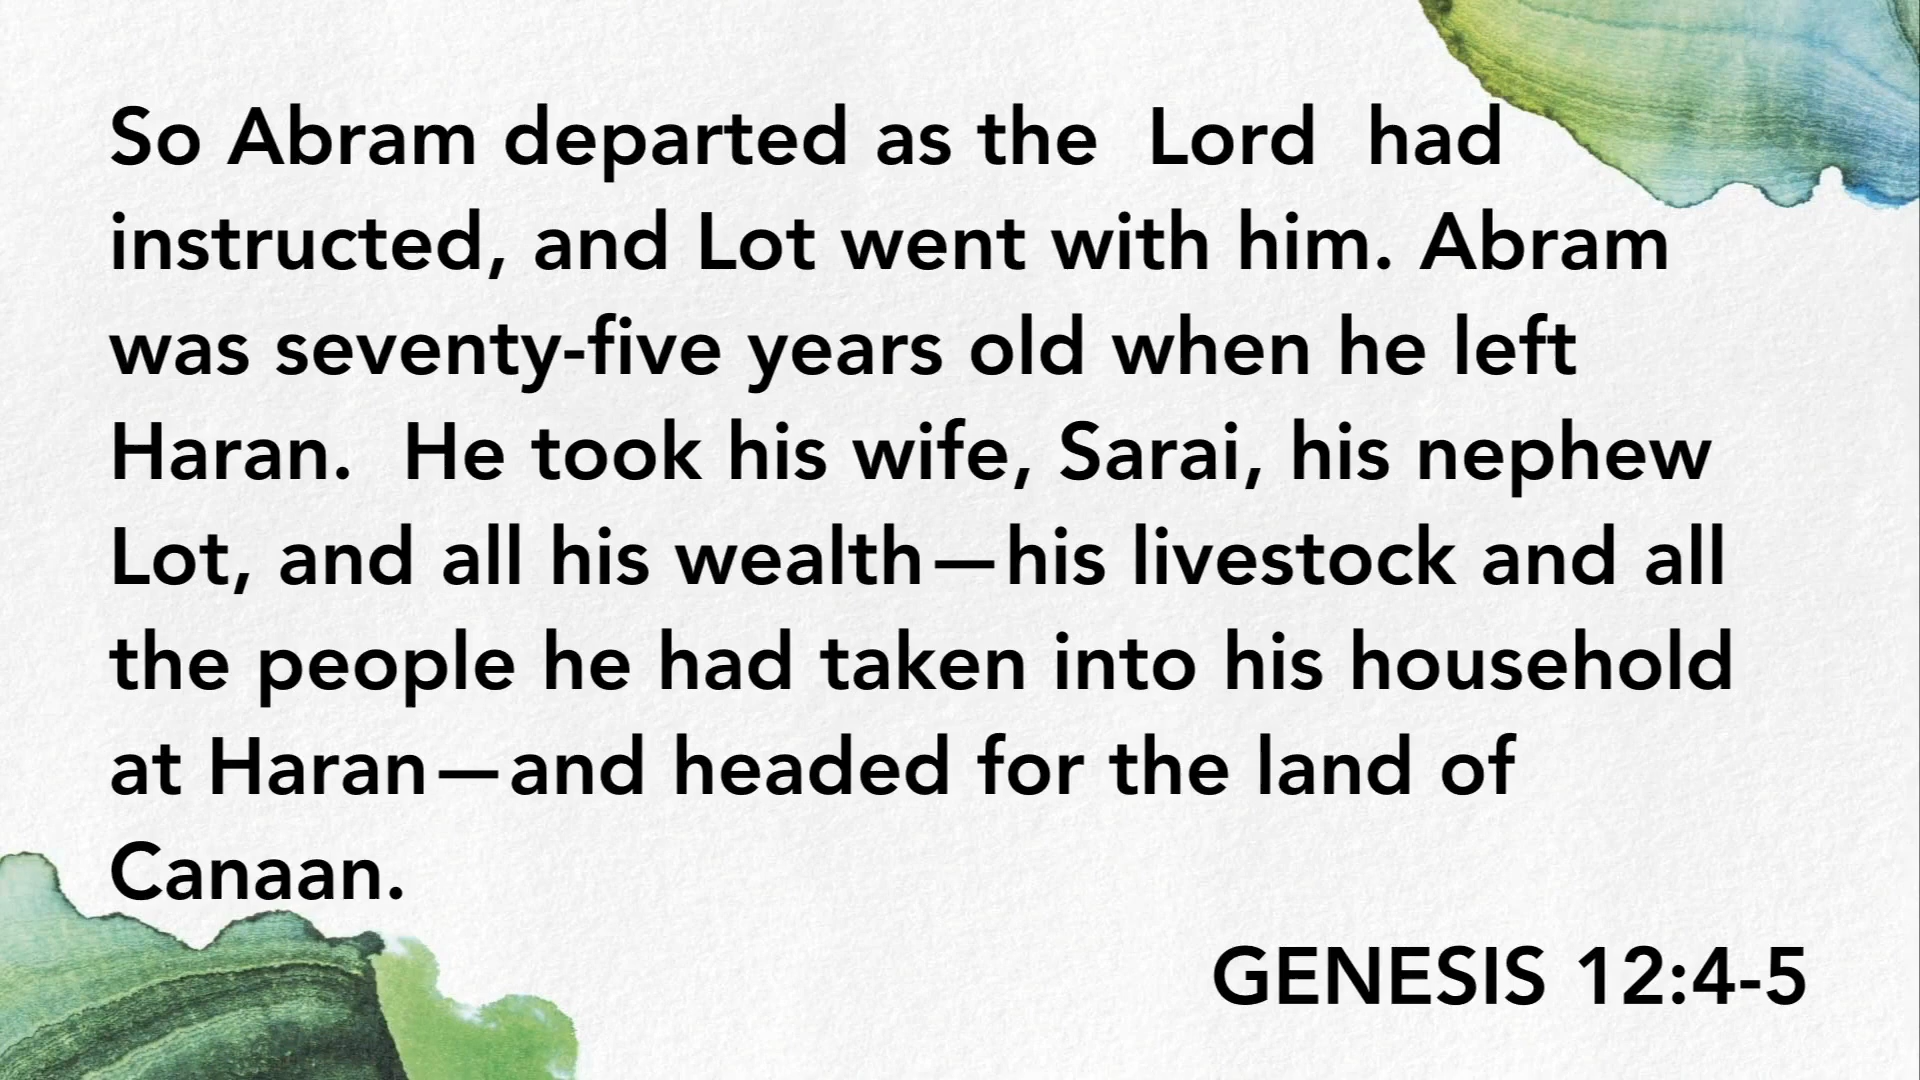 So Abram departed as the  Lord  had
instructed, and Lot went with him. Abram
was seventy-five years old when he left
Haran.  He took his wife, Sarai, his nephew
Lot, and all his wealth—his livestock and all
the people he had taken into his household
at Haran—and headed for the land of
Canaan.
GENESIS 12:4-5